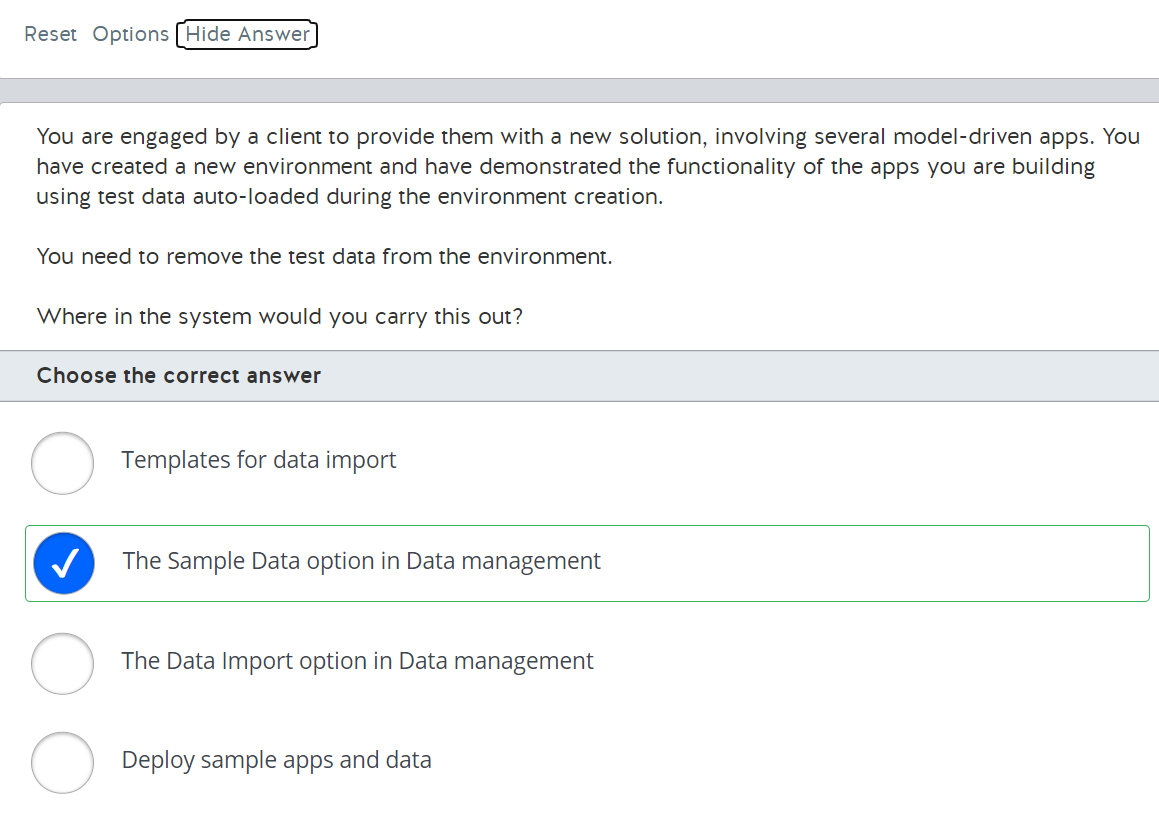 Reset Options Hide Answer
You are engaged by a client to provide them with a new solution, involving several model-driven apps. You
have created a new environment and have demonstrated the functionality of the apps you are building
using test data auto-loaded during the environment creation.
You need to remove the test data from the environment.
Where in the system would you carry this out?
Choose the correct answer
Templates for data import
The Sample Data option in Data management
The Data Import option in Data management
Deploy sample apps and data